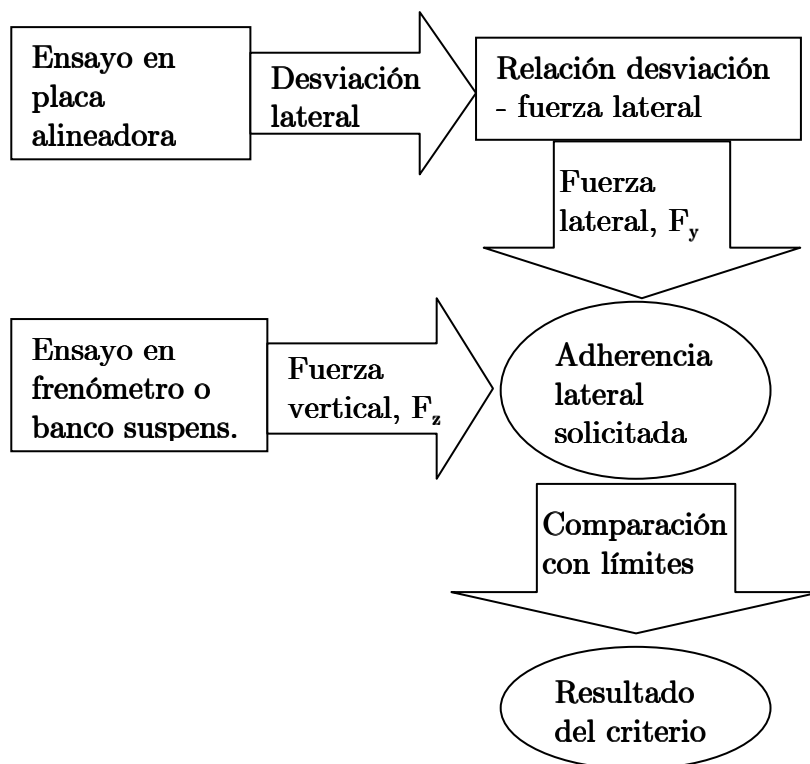 Ensayo en
placa
alineadora
Desviación
lateral
Relación desviación
- fuerza lateral
Fuerza
lateral, Fy
Ensayo en
frenómetro o
banco suspens.
Fuerza
vertical, Fz
Adherencia
lateral
solicitada
Comparación
con límites
Resultado
del criterio